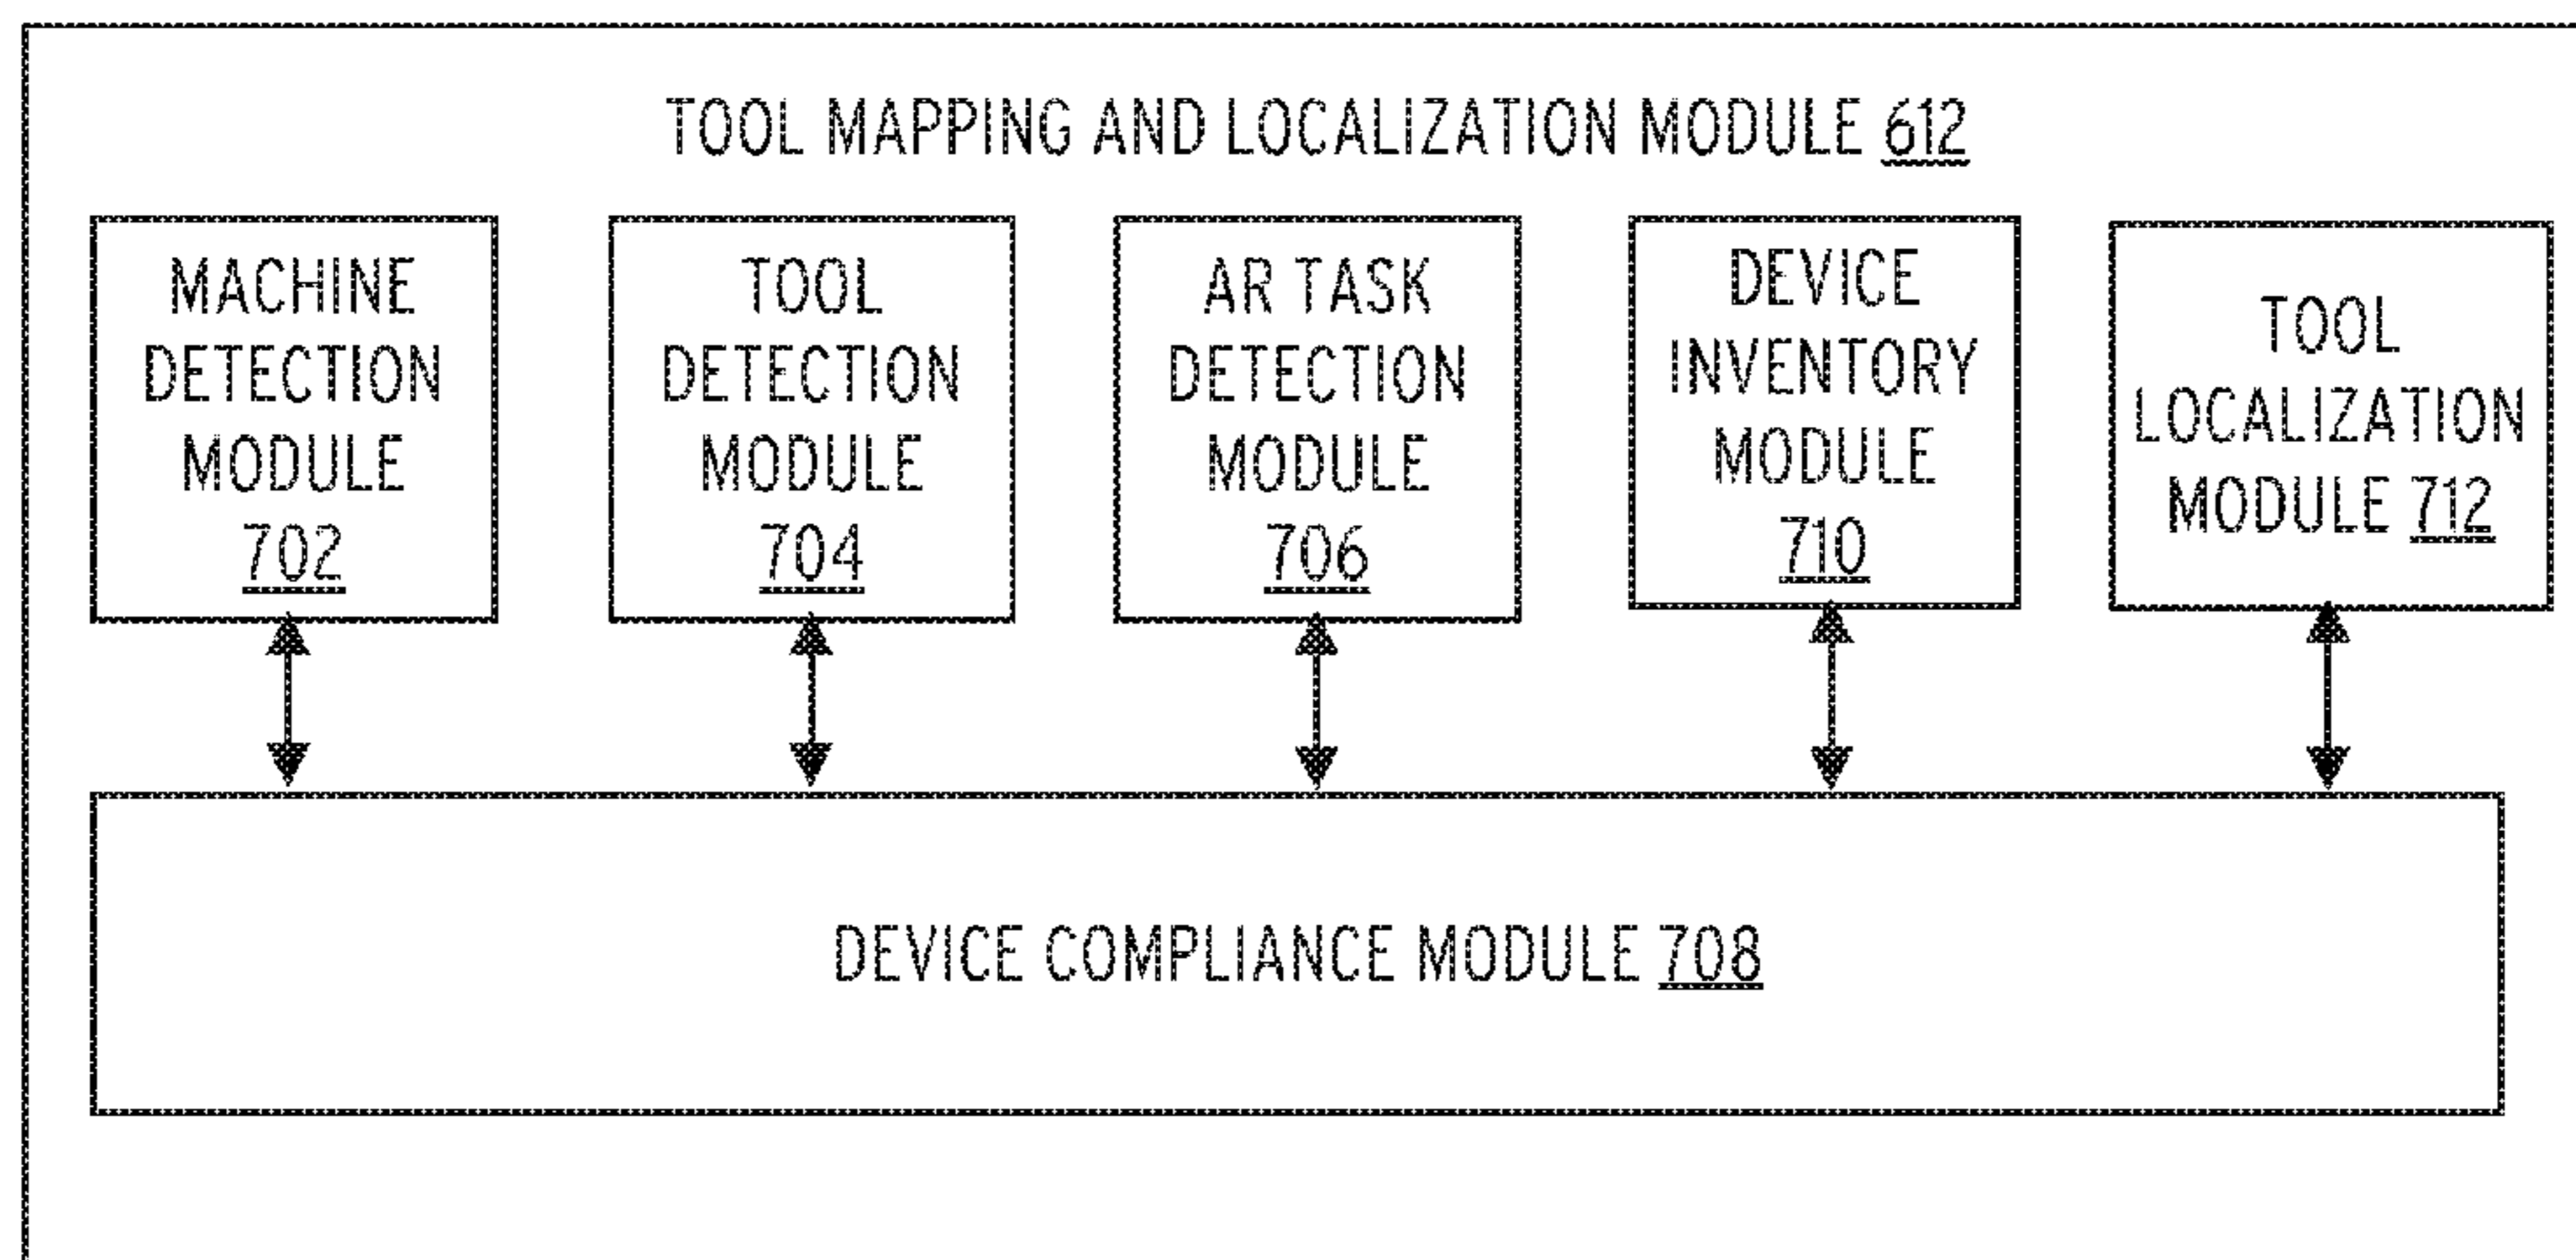 TOOL MAPPING AND LOCALIZATION MODULE 612
MACHINE
DETECTION
MODULE
702
TOOL
DETECTION
MODULE
704
AR TASK
DETECTION
MODULE
706
DEVICE
INVENTORY
MODULE
710
TOOL
LOCALIZATION
MODULE 712
DEVICE COMPLIANCE MODULE 708